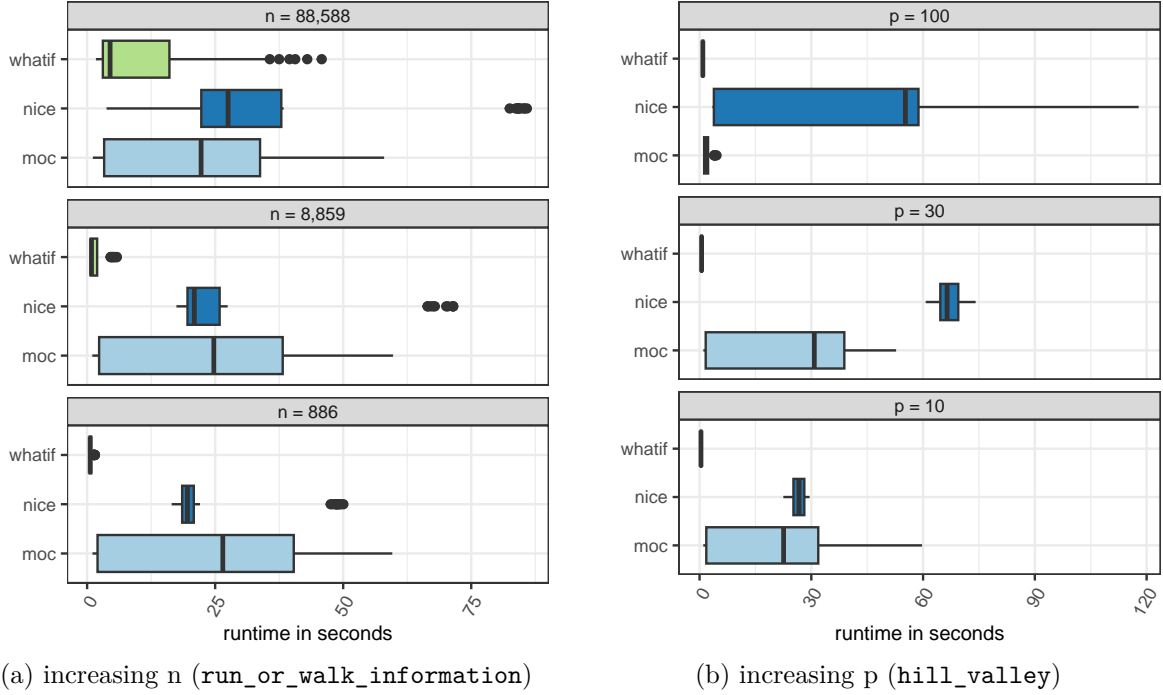 n = 88,588
whatif
nice
moc
n = 8,859
whatif
nice
moc
n = 886
whatif
nice
moc
0
25
50
75
runtime in seconds
(a) increasing n (run_or_walk_information)
p = 100
whatif
nice
moc
p = 30
whatif
nice
moc
p = 10
whatif
nice
moc
0
30
60
90
120
runtime in seconds
(b) increasing p (hill_valley)